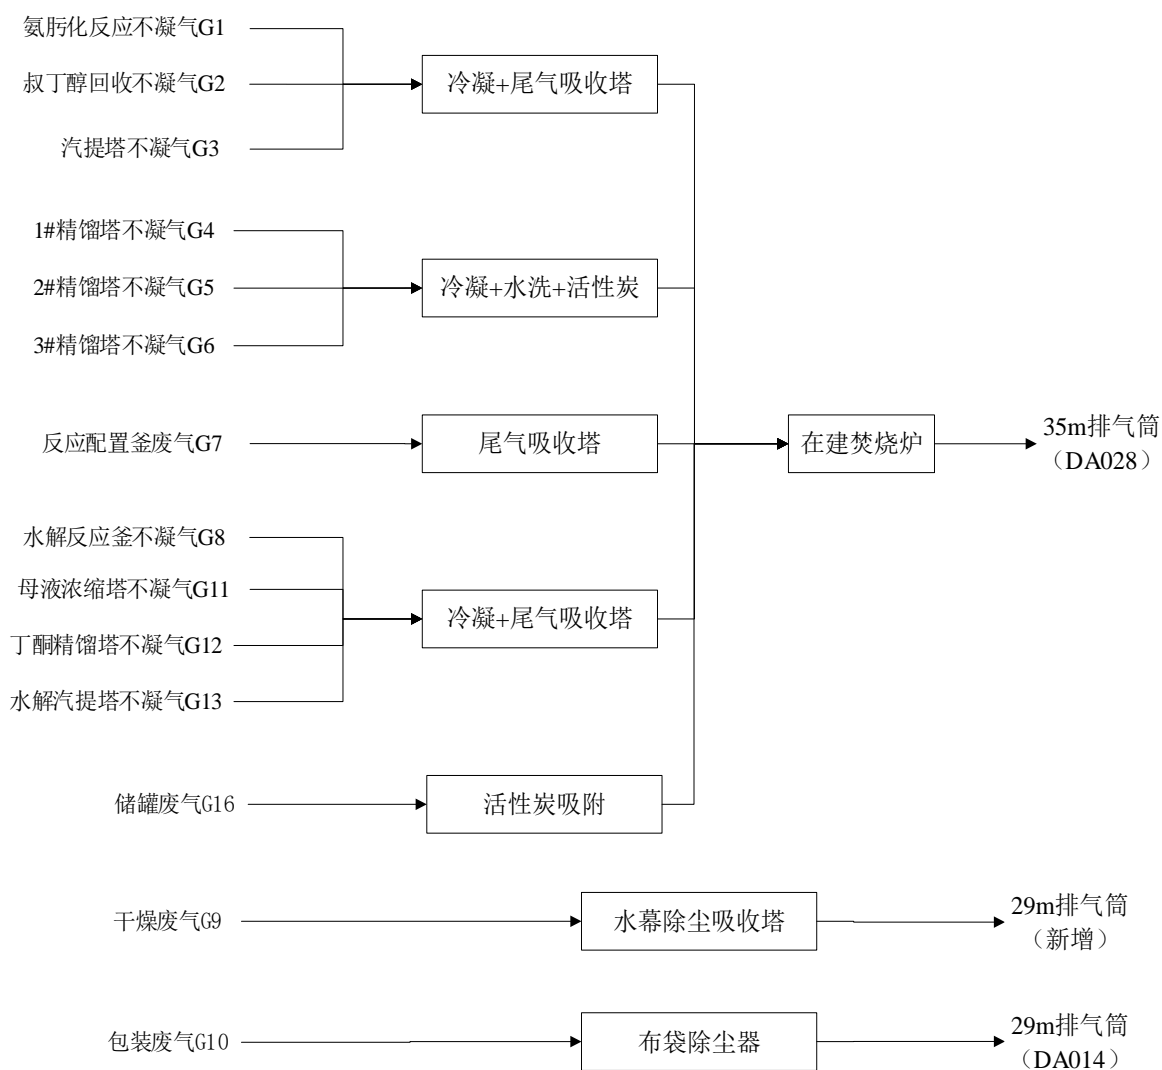 氨肟化反应不凝气G1
叔丁醇回收不凝气G2
冷凝+尾气吸收塔
汽提塔不凝气G3
1#精馏塔不凝气G4
2#精馏塔不凝气G5
冷凝+水洗+活性炭
3#精馏塔不凝气G6
反应配置釜废气G7
尾气吸收塔
在建焚烧炉
35m排气筒
（DA028）
水解反应釜不凝气G8
母液浓缩塔不凝气G11
冷凝+尾气吸收塔
丁酮精馏塔不凝气G12
水解汽提塔不凝气G13
储罐废气G16
活性炭吸附
干燥废气G9
水幕除尘吸收塔
29m排气筒
（新增）
包装废气G10
布袋除尘器
29m排气筒
（DA014）